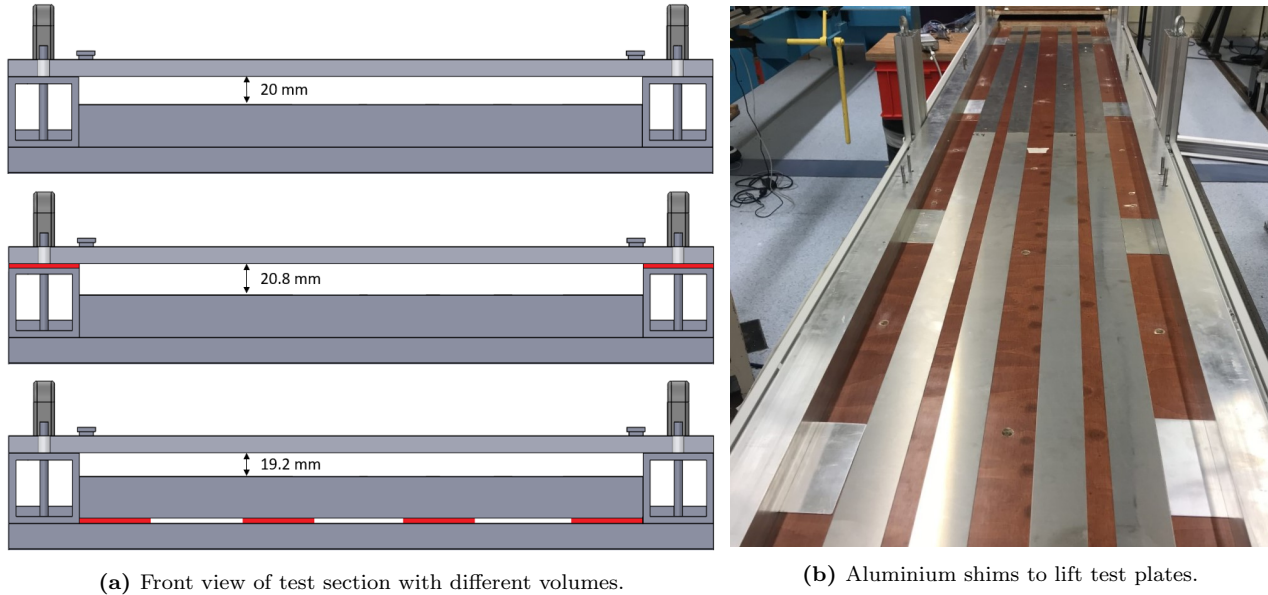 20 mm
20.8 mm
19.2 mm
(a) Front view of test section with different volumes.
(b) Aluminium shims to lift test plates.